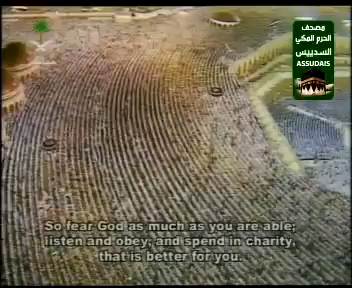 مصحف
الحرم المكي
السديس
ASSUDAIS
So fear God as much as you are able;
listen and obey; and spend in charity,
that is better for you.